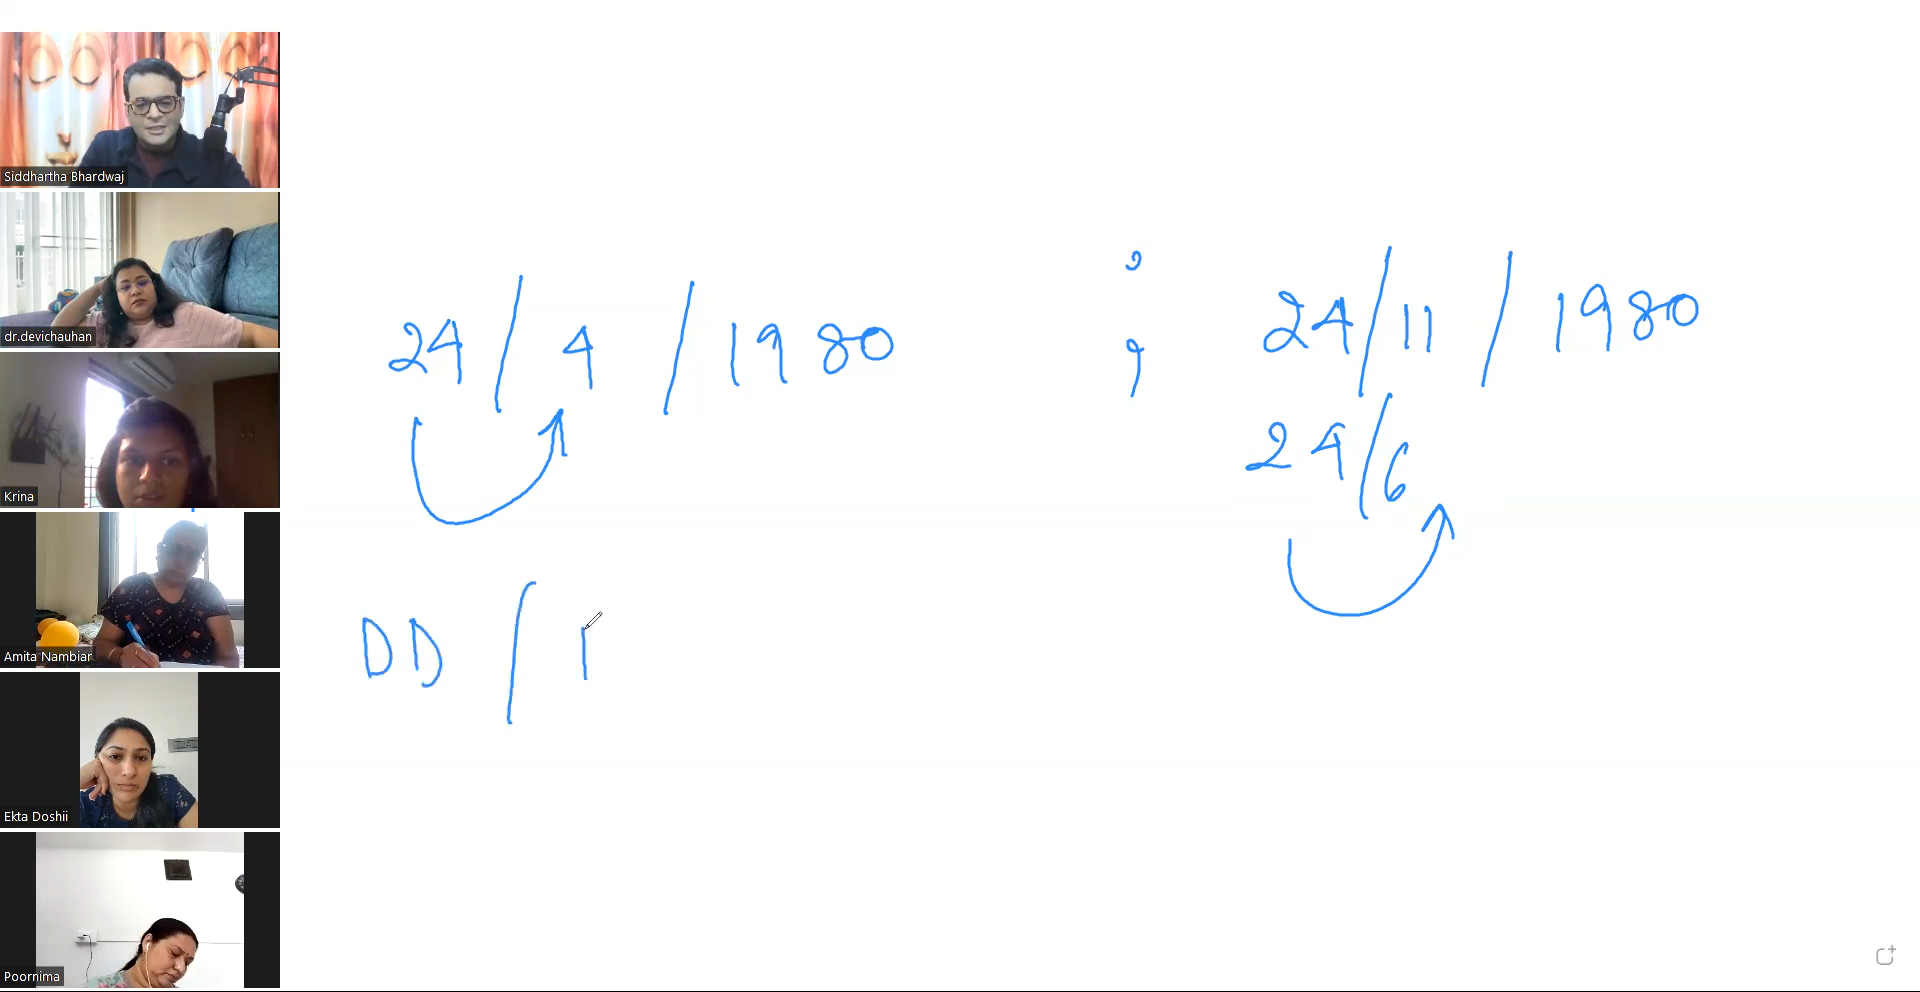 Siddhartha Bhardwaj
dr.devichauhan
Krina
Amita Nambiar
Ekta Doshii
Poornima
24 / 4 / 1980
DD /
24 / 11 / 1980
24 / 6